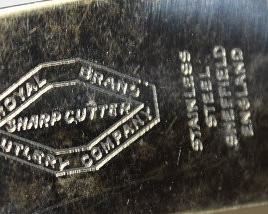 ROYAL BRAND
SHARP CUTTER
CUTLERY COMPANY
STAINLESS
STEEL
SHEFFIELD
ENGLAND